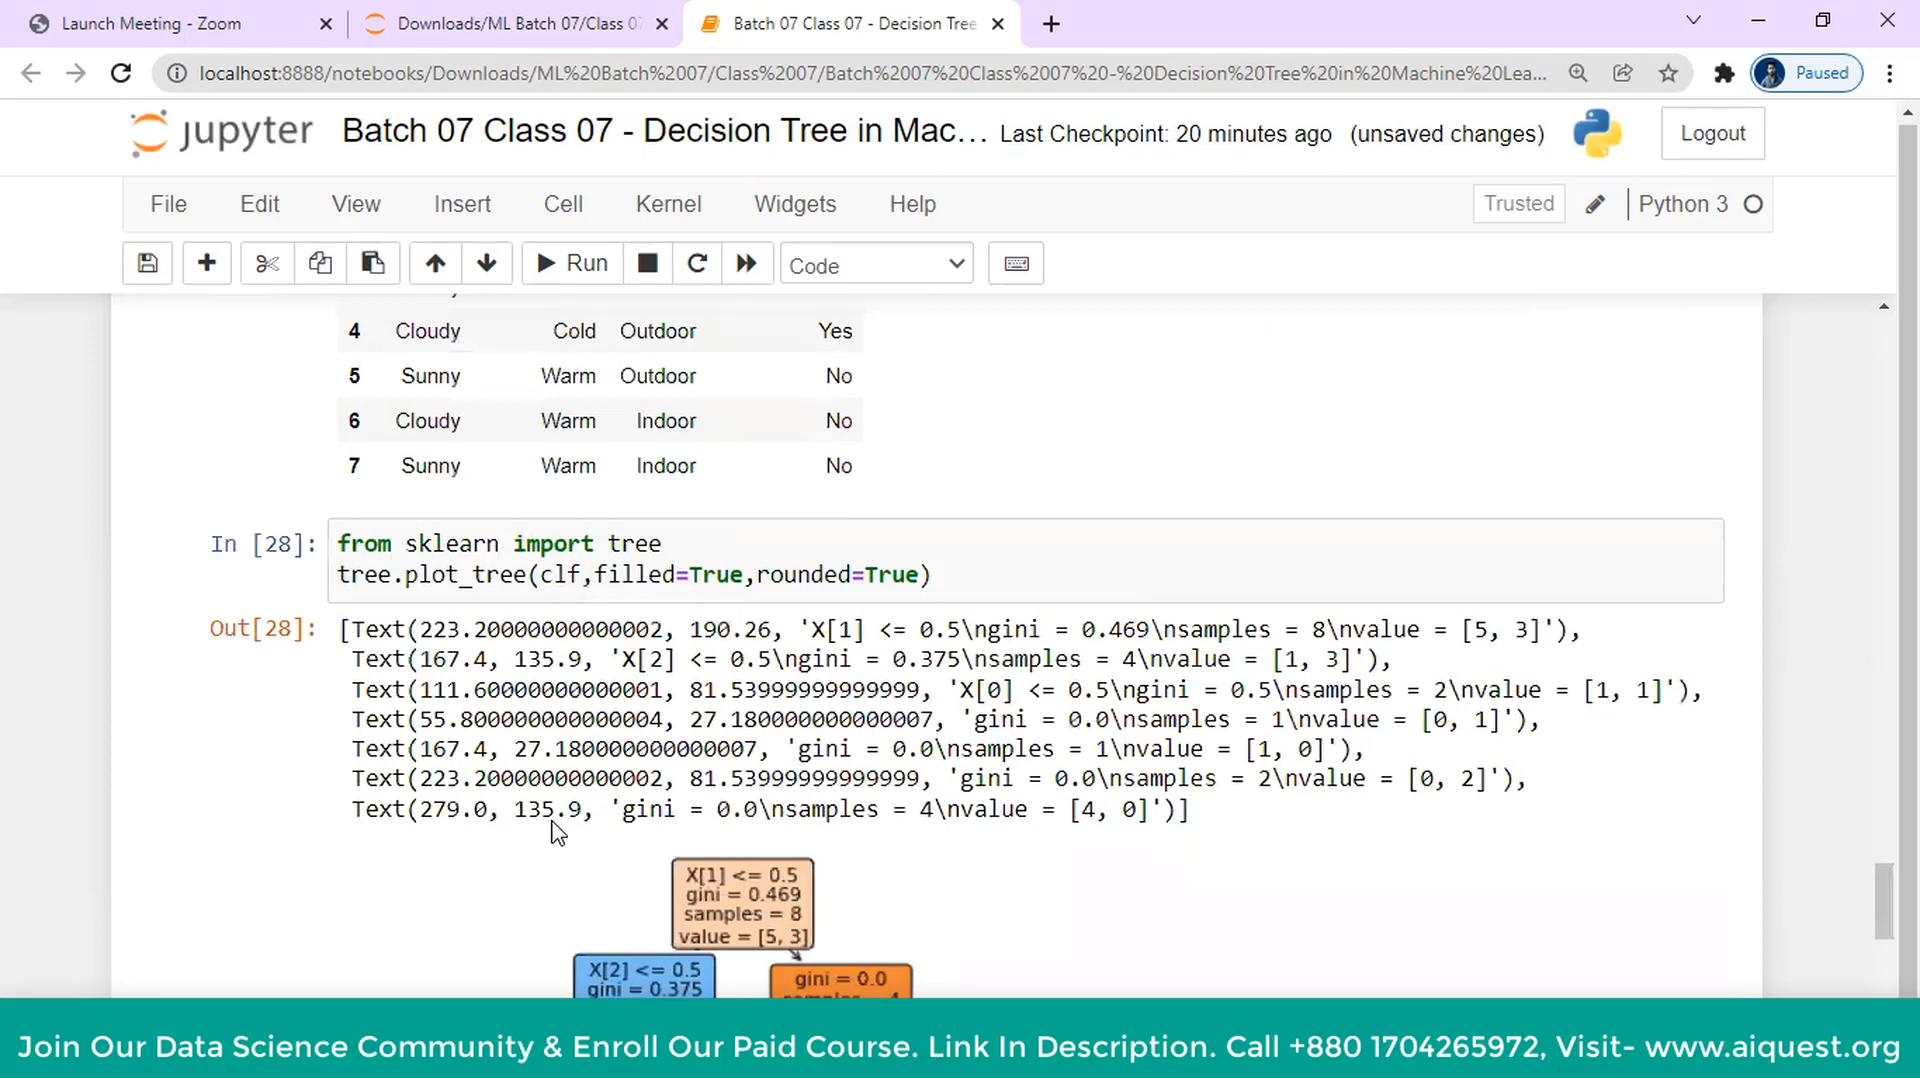 Launch Meeting - Zoom
Downloads/ML Batch 07/Class 07
Batch 07 Class 07 - Decision Tree
localhost:8888/notebooks/Downloads/ML%20Batch%2007/Class%2007/Batch%2007%20Class%2007%20-%20Decision%20Tree%20in%20Machine%20Lea...
Paused
jupyter
Batch 07 Class 07 - Decision Tree in Mac...
Last Checkpoint: 20 minutes ago (unsaved changes)
Logout
File Edit View Insert Cell Kernel Widgets Help
Trusted
Python 3
Run
Code
4 Cloudy Cold Outdoor Yes
5 Sunny Warm Outdoor No
6 Cloudy Warm Indoor No
7 Sunny Warm Indoor No
In [28]:
from sklearn import tree
tree.plot_tree(clf,filled=True,rounded=True)
Out[28]:
[Text(223.20000000000002, 190.26, 'X[1] <= 0.5\ngini = 0.469\nsamples = 8\nvalue = [5, 3]'),
Text(167.4, 135.9, 'X[2] <= 0.5\ngini = 0.375\nsamples = 4\nvalue = [1, 3]'),
Text(111.60000000000001, 81.53999999999999, 'X[0] <= 0.5\ngini = 0.5\nsamples = 2\nvalue = [1, 1]'),
Text(55.800000000000004, 27.180000000000007, 'gini = 0.0\nsamples = 1\nvalue = [0, 1]'),
Text(167.4, 27.180000000000007, 'gini = 0.0\nsamples = 1\nvalue = [1, 0]'),
Text(223.20000000000002, 81.53999999999999, 'gini = 0.0\nsamples = 2\nvalue = [0, 2]'),
Text(279.0, 135.9, 'gini = 0.0\nsamples = 4\nvalue = [4, 0]')]
X[1] <= 0.5
gini = 0.469
samples = 8
value = [5, 3]
X[2] <= 0.5
gini = 0.375
gini = 0.0
Join Our Data Science Community & Enroll Our Paid Course. Link In Description. Call +880 1704265972, Visit- www.aiquest.org